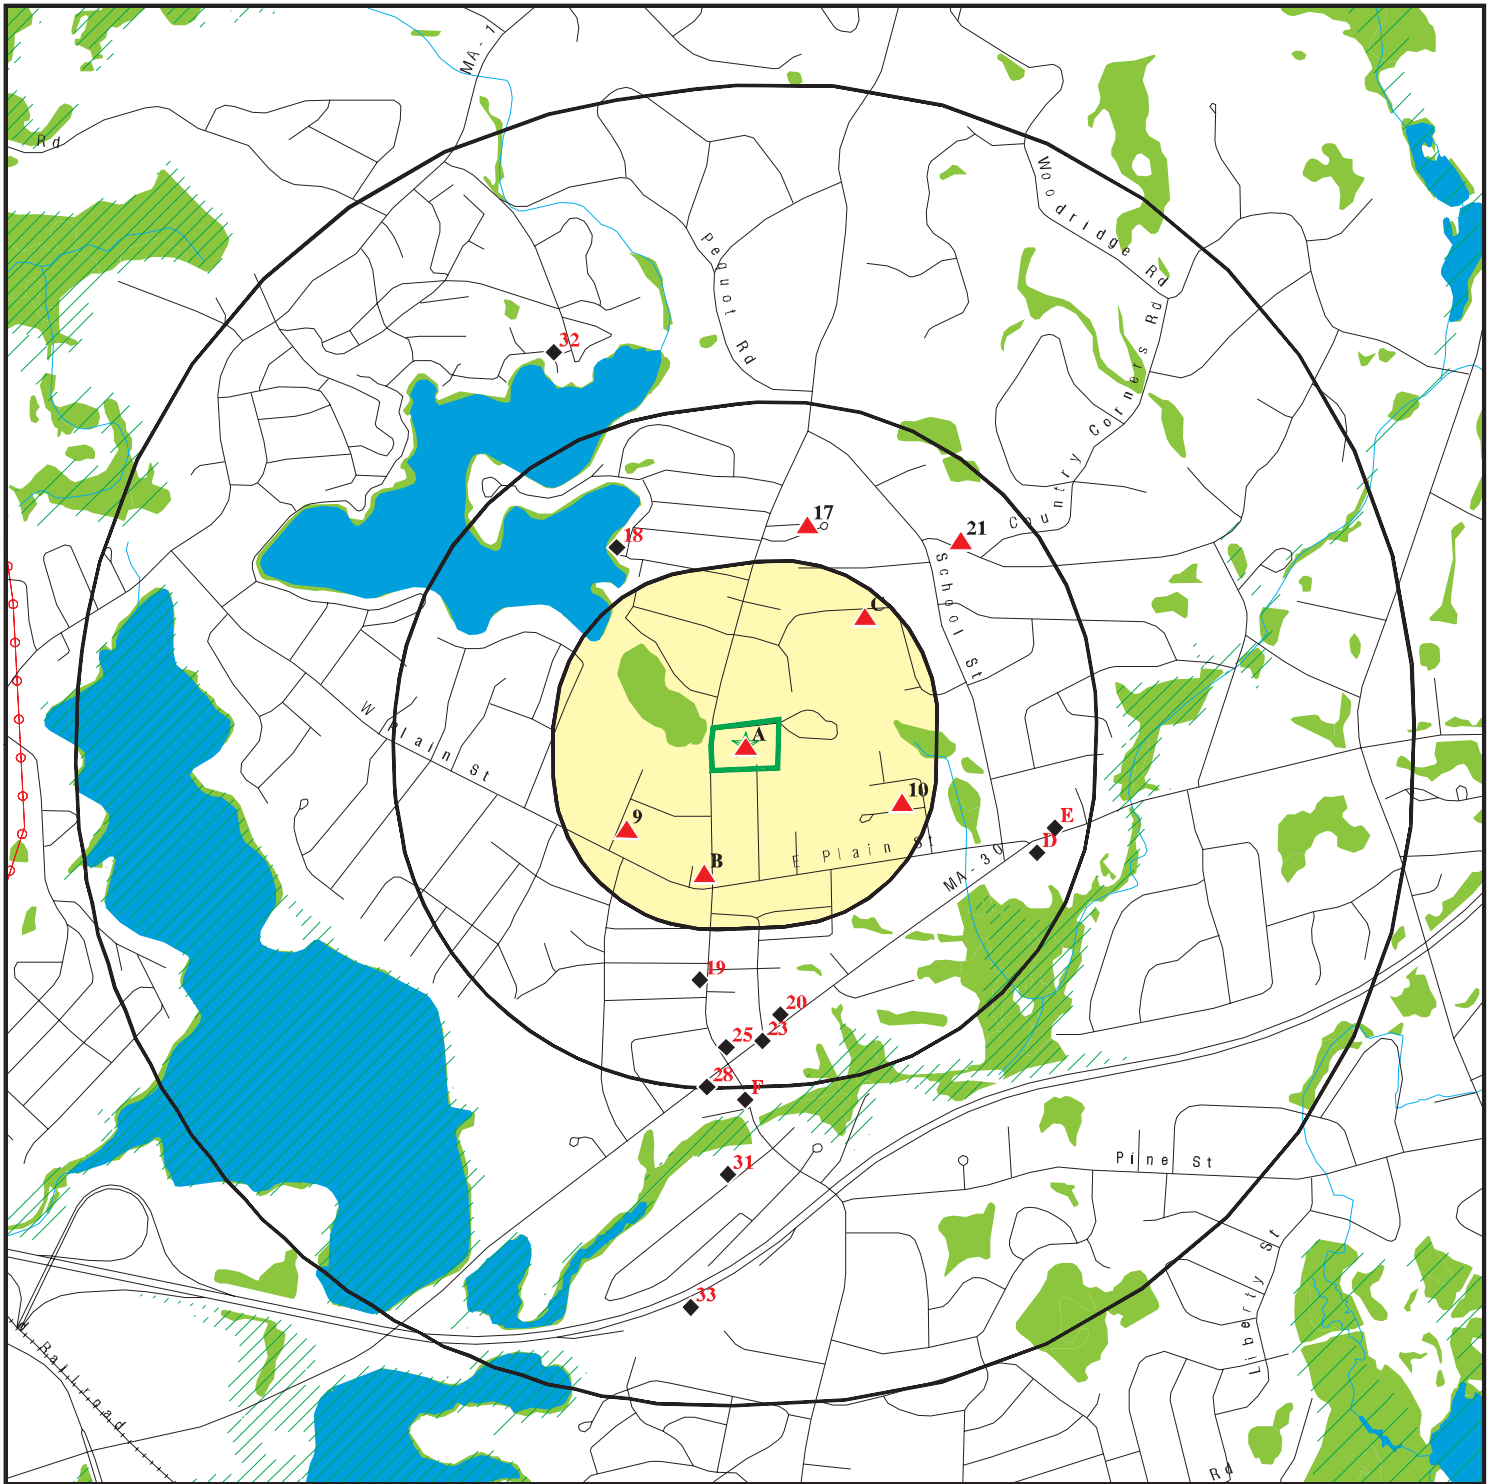 MA-1
Rd
Woodridge Rd
Pequot Rd
32
Country Corners Rd
17
21
18
School St
C
W Plain St
A
10
9
E
D
B
E Plain St
MA-30
19
20
23
25
28
F
31
Pine St
33
Liberty St
Railroad
Rd